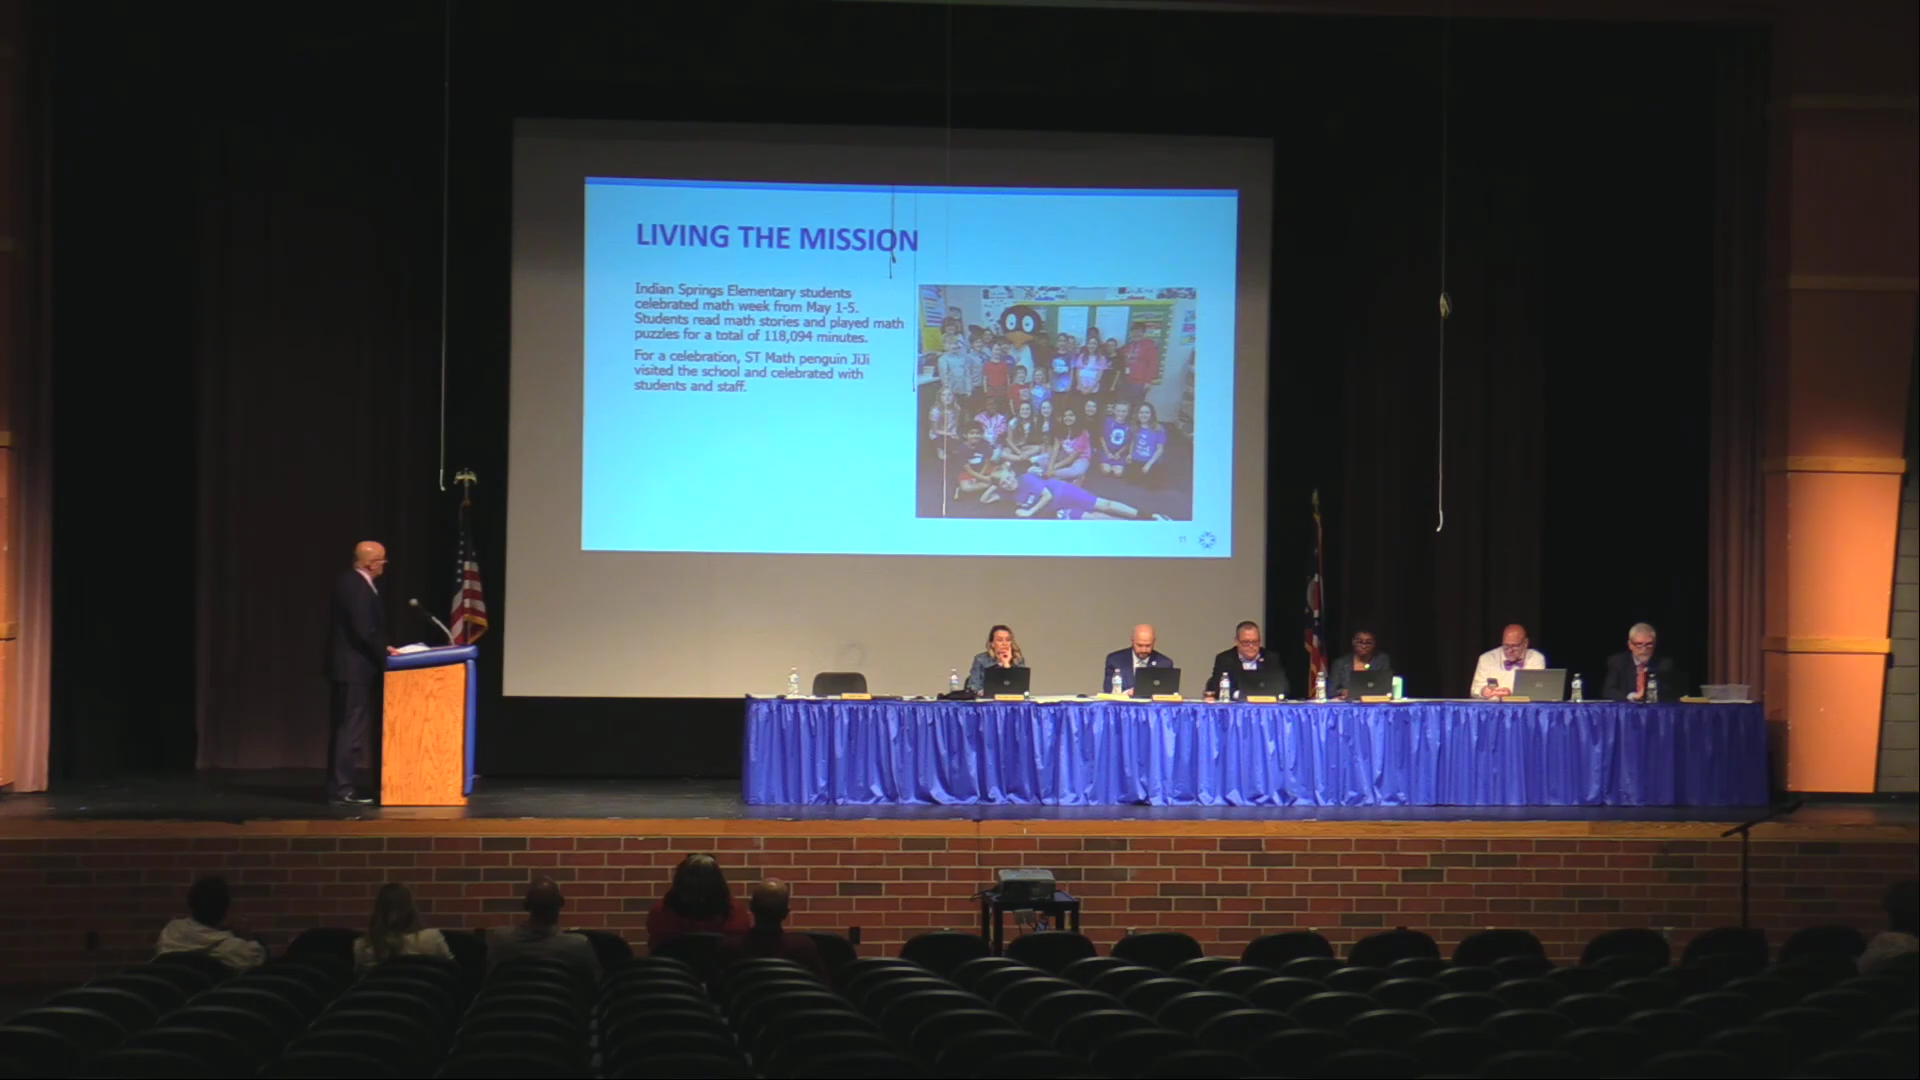 LIVING THE MISSION
Indian Springs Elementary students
celebrated math week from May 1-5.
Students read math stories and played math
puzzles for a total of 118,094 minutes.
For a celebration, ST Math penguin JiJi
visited the school and celebrated with
students and staff.
11